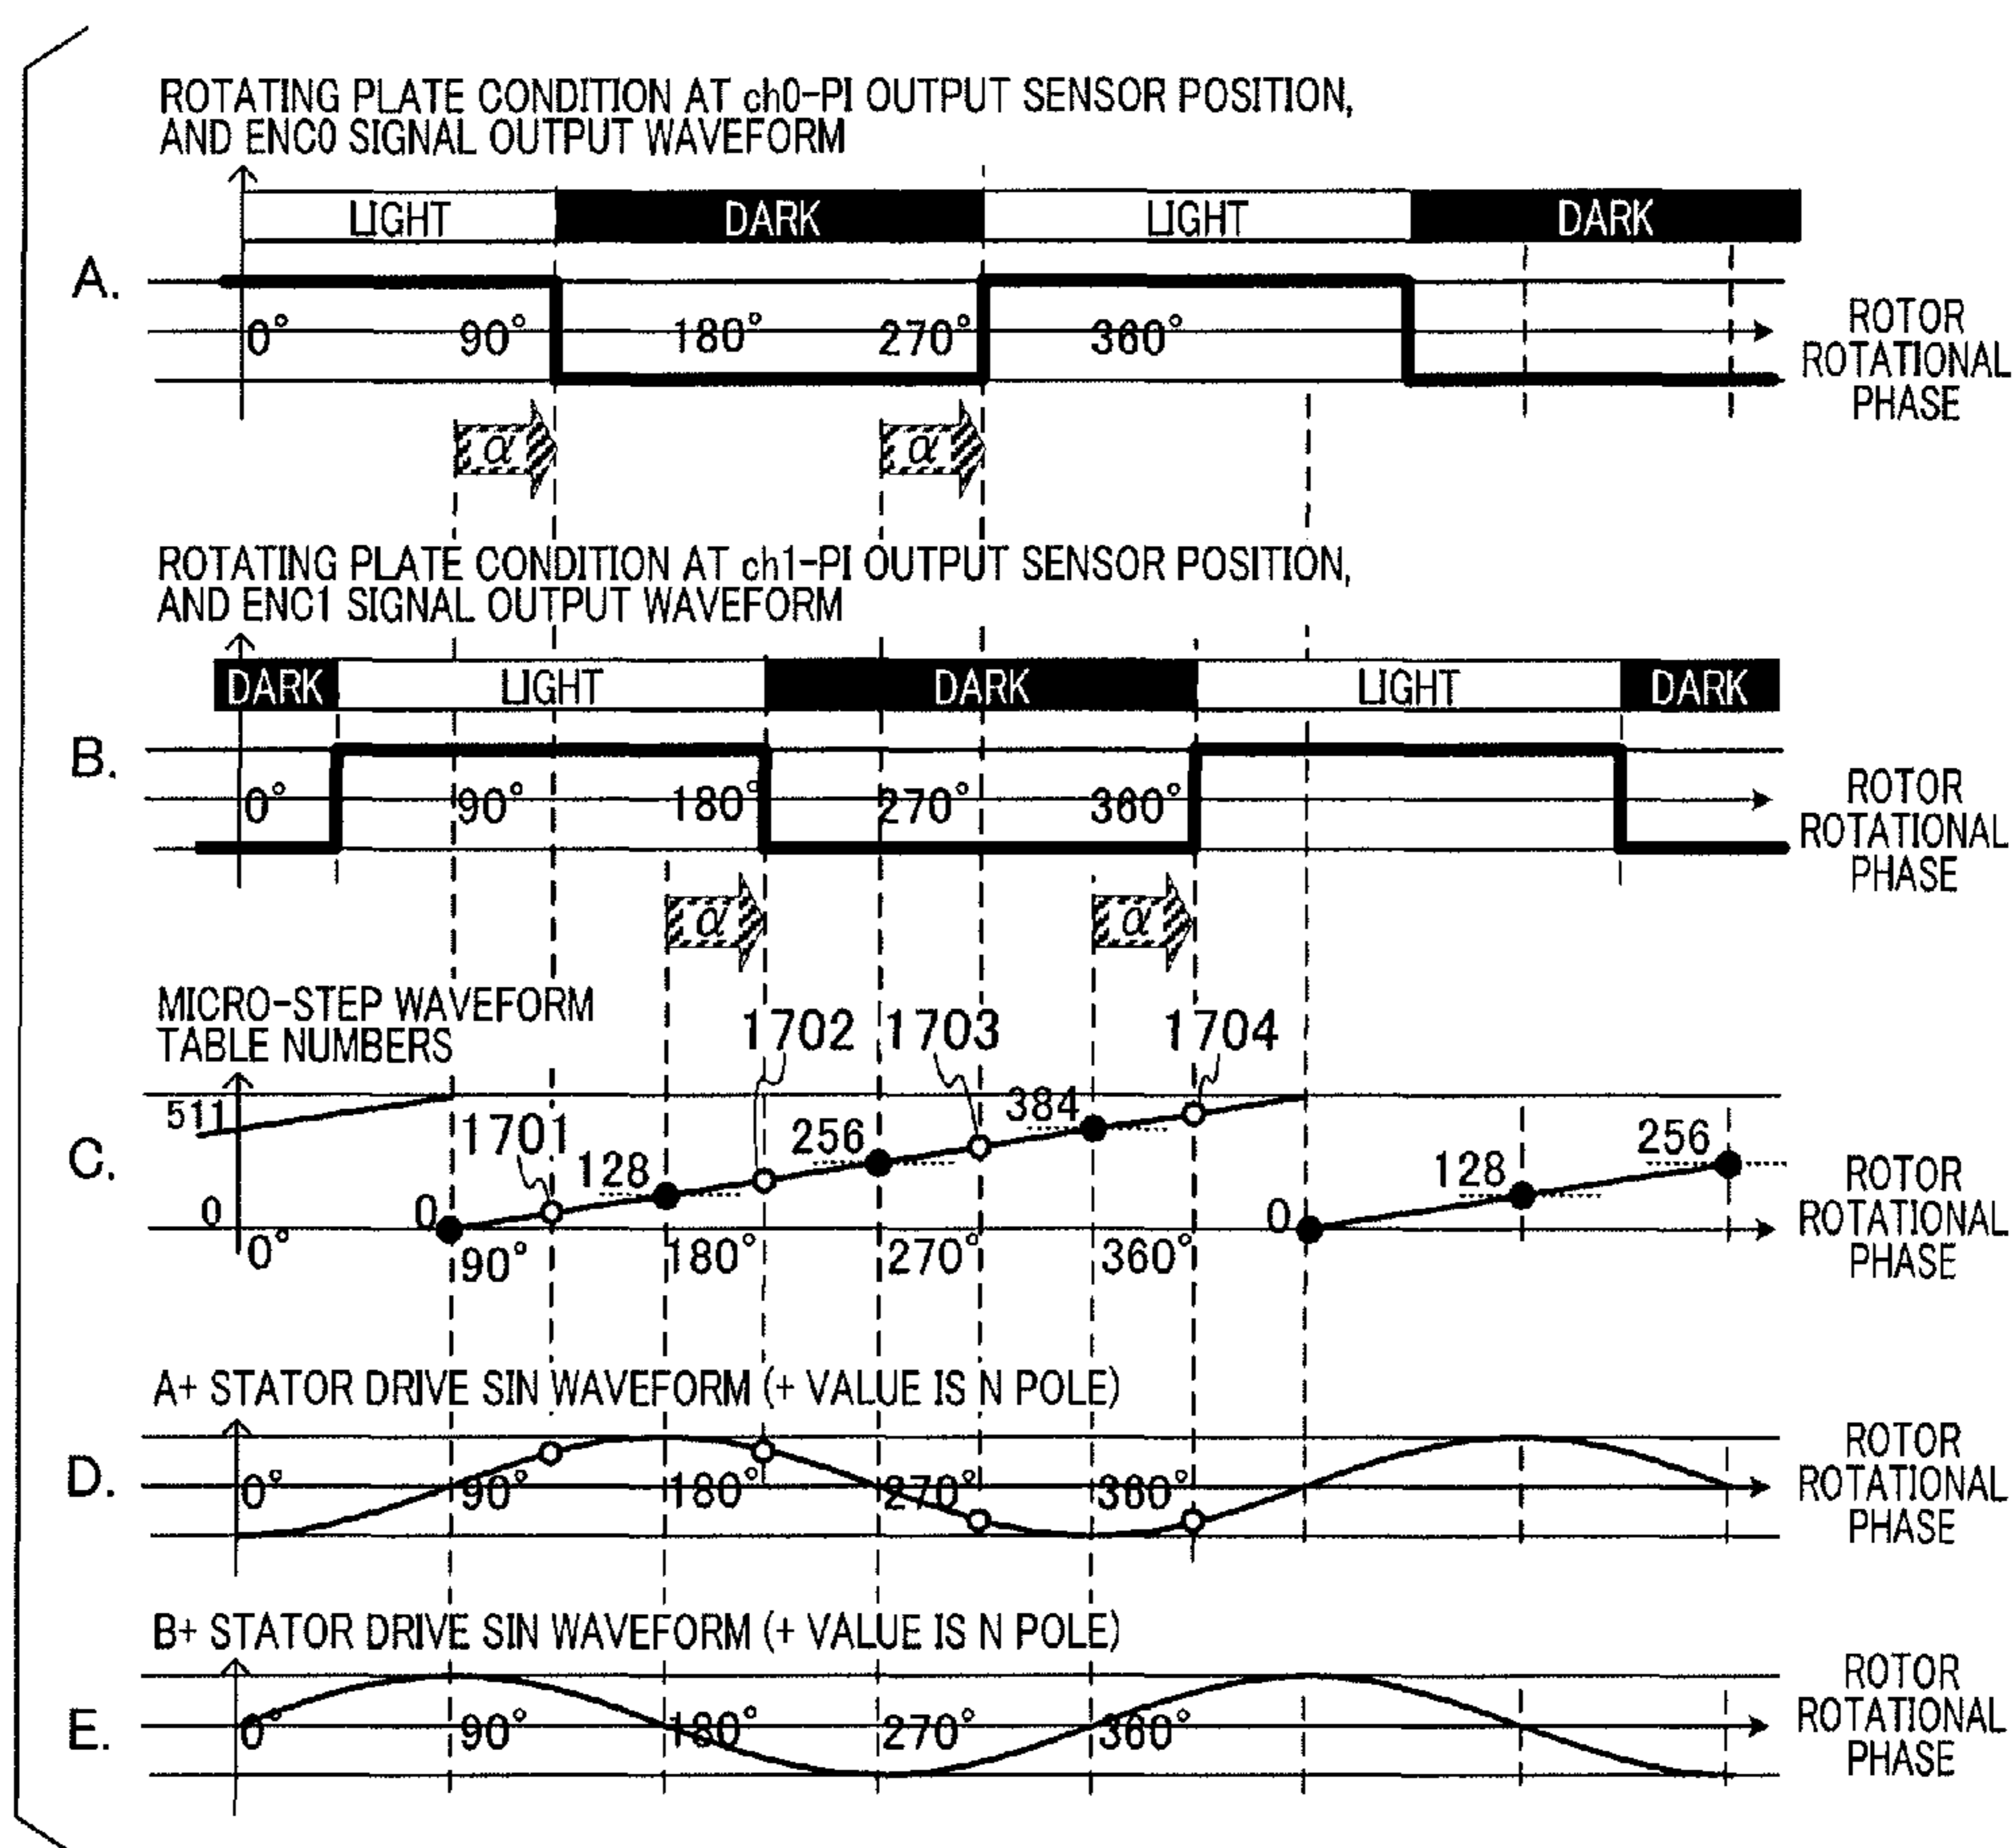 ROTATING PLATE CONDITION AT ch0-PI OUTPUT SENSOR POSITION,
AND ENC0 SIGNAL OUTPUT WAVEFORM
LIGHT DARK LIGHT DARK
A.
0° 90° 180° 270° 360°
ROTOR
ROTATIONAL
PHASE
α α
ROTATING PLATE CONDITION AT ch1-PI OUTPUT SENSOR POSITION,
AND ENC1 SIGNAL OUTPUT WAVEFORM
DARK LIGHT DARK LIGHT DARK
B.
0° 90° 180° 270° 360°
ROTOR
ROTATIONAL
PHASE
α α
MICRO-STEP WAVEFORM
TABLE NUMBERS
1702 1703 1704
511 1701 128 256 384 128 256
C.
0 0 0
0° 90° 180° 270° 360°
ROTOR
ROTATIONAL
PHASE
A+ STATOR DRIVE SIN WAVEFORM (+ VALUE IS N POLE)
D.
0° 90° 180° 270° 360°
ROTOR
ROTATIONAL
PHASE
B+ STATOR DRIVE SIN WAVEFORM (+ VALUE IS N POLE)
E.
0° 90° 180° 270° 360°
ROTOR
ROTATIONAL
PHASE